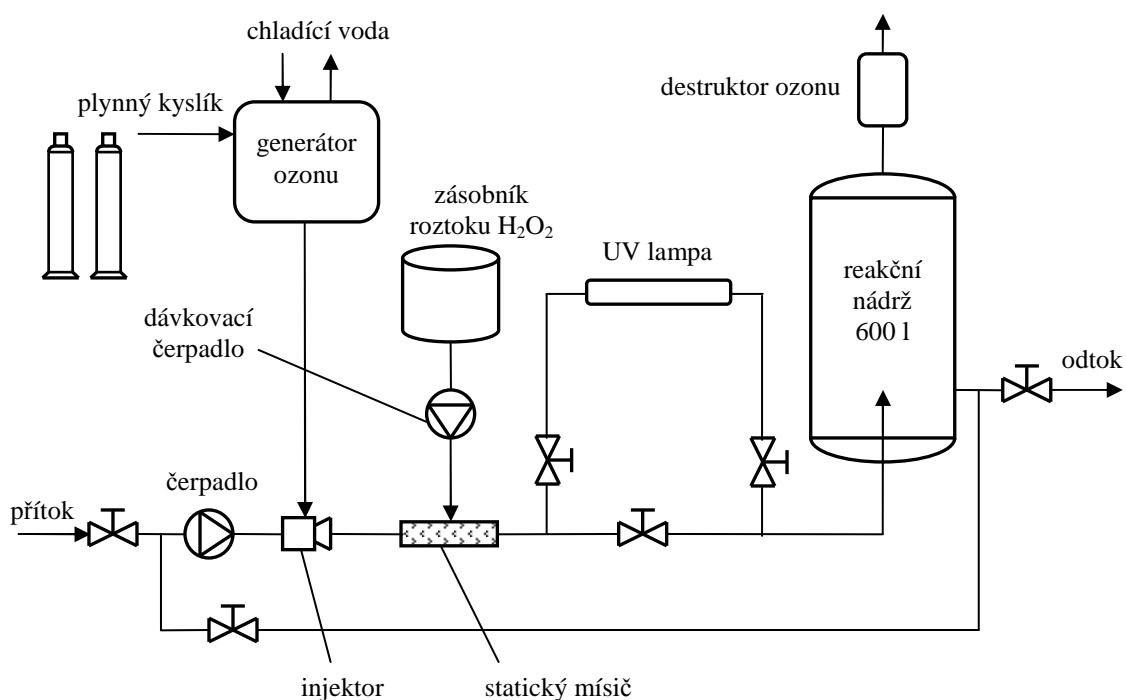 chladící voda
plynný kyslík
generátor
ozonu
destruktor ozonu
zásobník
roztoku H₂O₂
UV lampa
reakční
nádrž
600 l
dávkovací
čerpadlo
odtok
čerpadlo
přítok
injektor
statický mísič